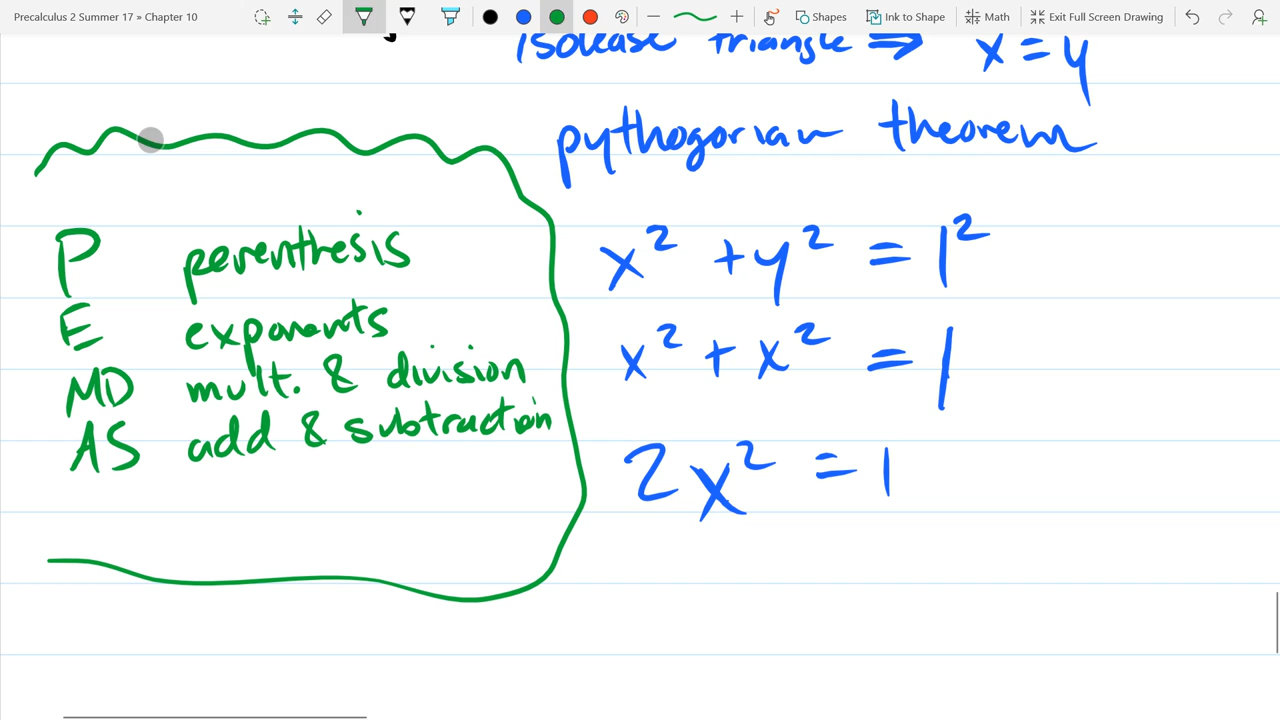 Precalculus 2 Summer 17 » Chapter 10
Shapes
Ink to Shape
Math
Exit Full Screen Drawing
isolease triangle ⇒ x = y
pythogorian theorem
P perenthesis
E exponents
MD mult. & division
AS add & subtraction
x² + y² = 1²
x² + x² = 1
2x² = 1